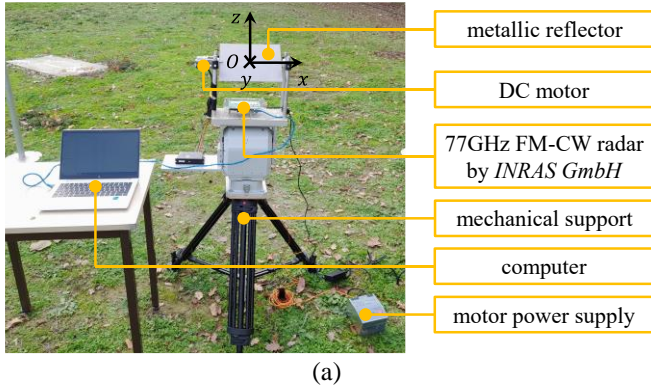 z
O
y
x
metallic reflector
DC motor
77GHz FM-CW radar
by INRAS GmbH
mechanical support
computer
motor power supply
(a)